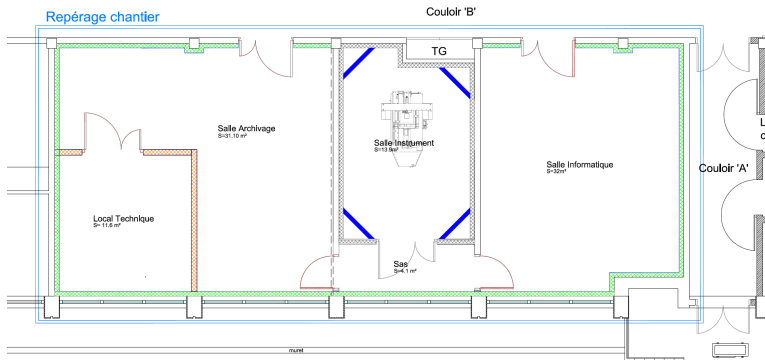 Couloir 'B'
Repérage chantier
TG
Salle Archivage
S=31.10 m²
Salle Instrument
S=13.9m²
Salle Informatique
S=32m²
Couloir 'A'
Local Technique
S= 11.6 m²
Sas
S=4.1 m²
muret